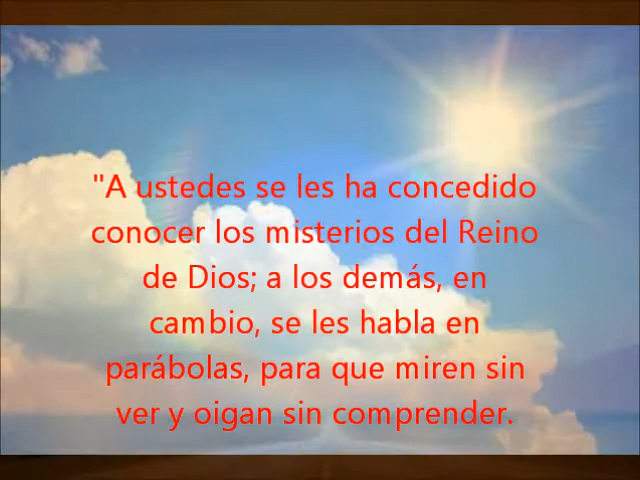 "A ustedes se les ha concedido
conocer los misterios del Reino
de Dios; a los demás, en
cambio, se les habla en
parábolas, para que miren sin
ver y oigan sin comprender.